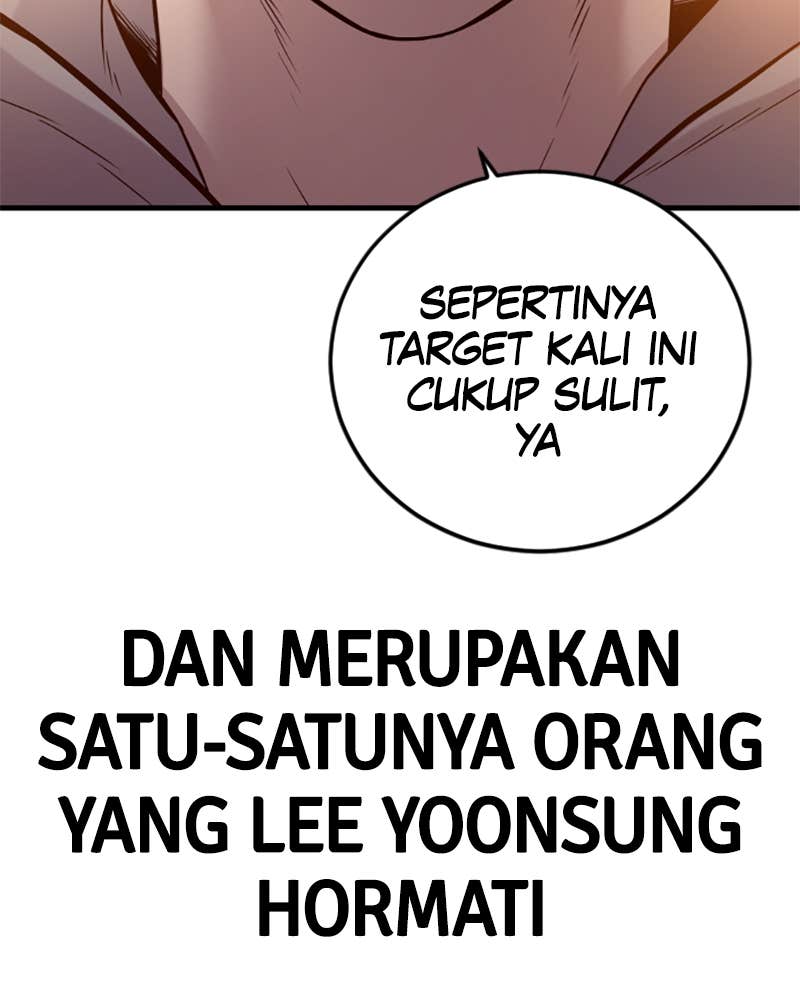 SEPERTINYA
TARGET KALI INI
CUKUP SULIT,
YA
DAN MERUPAKAN
SATU-SATUNYA ORANG
YANG LEE YOONSUNG
HORMATI